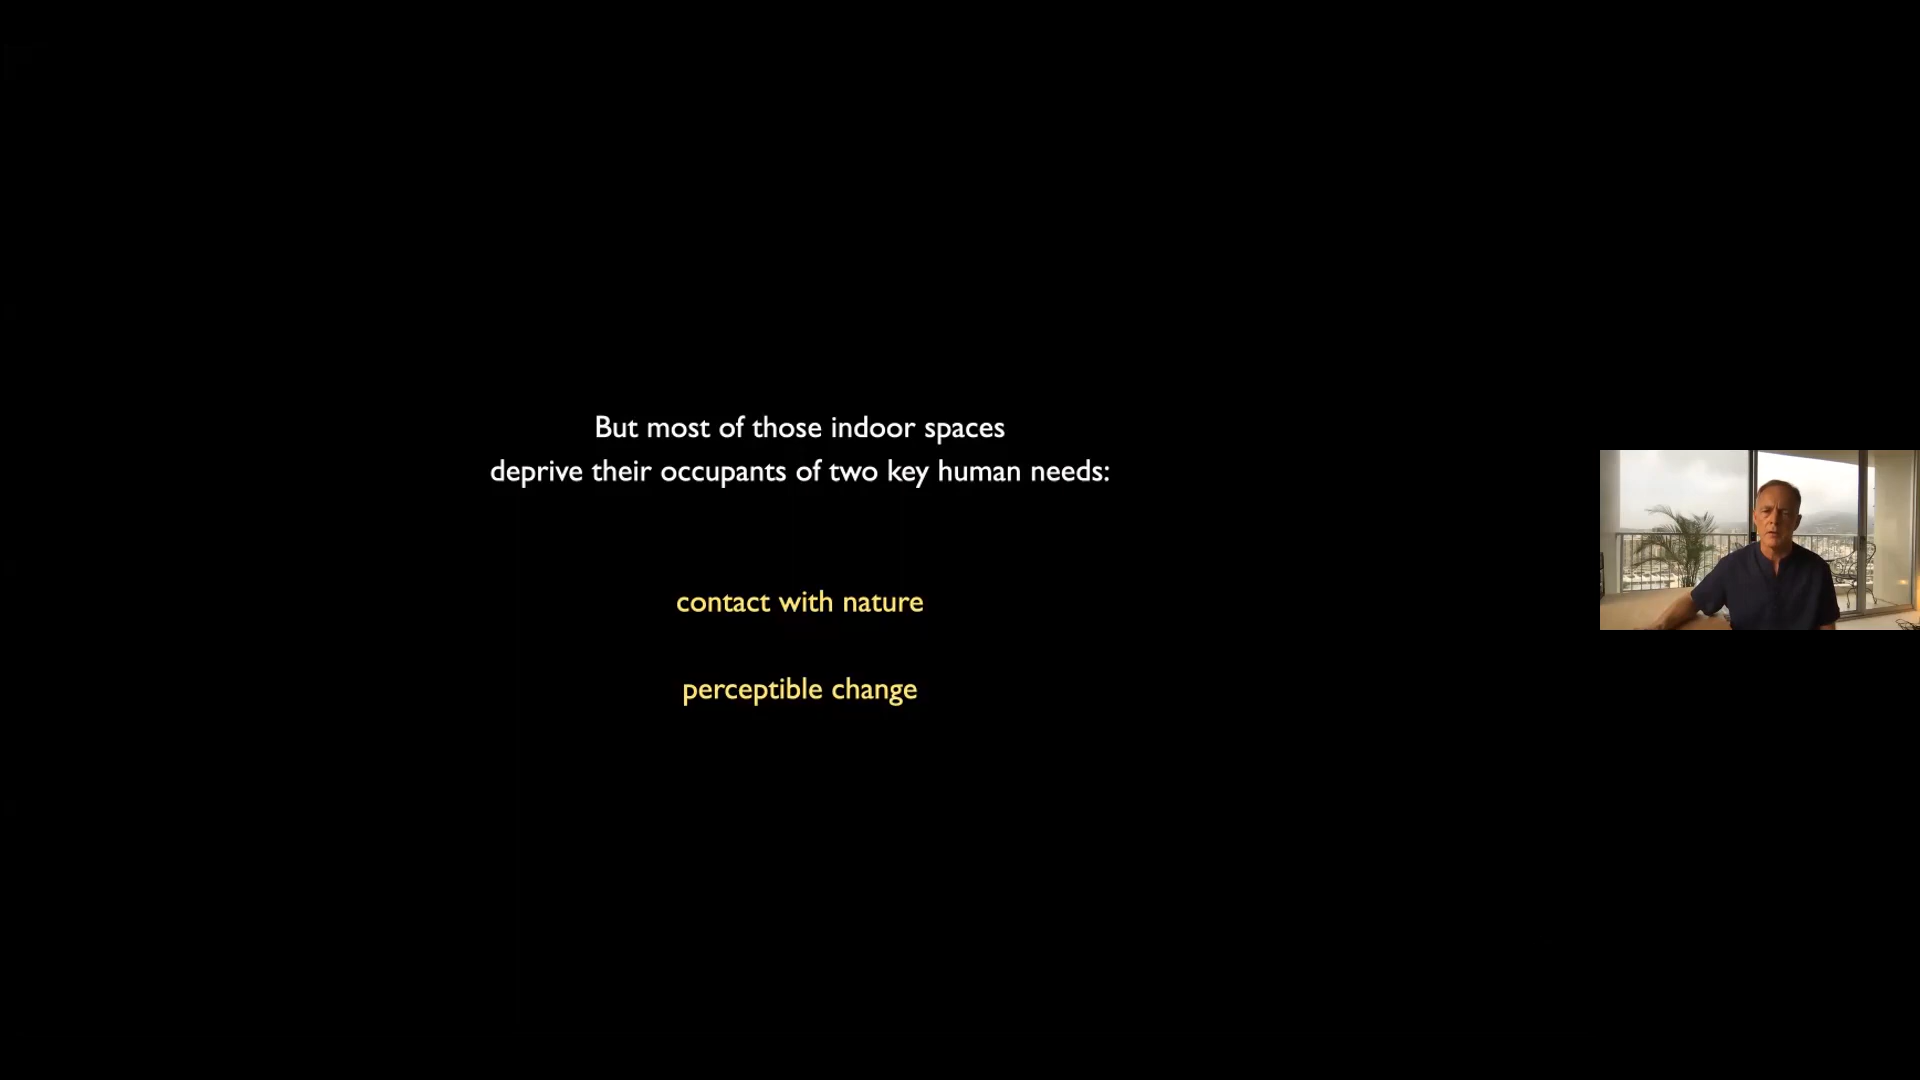 But most of those indoor spaces
deprive their occupants of two key human needs:
contact with nature
perceptible change